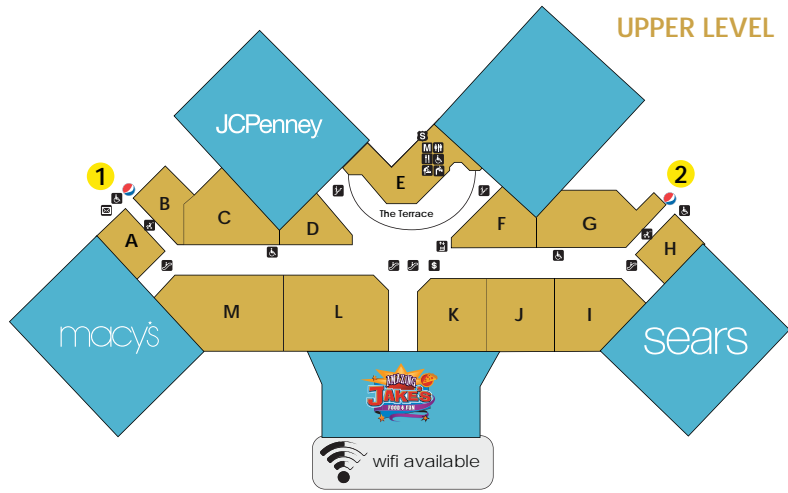 UPPER LEVEL
JCPenney
S
M
1
2
B
E
C
The Terrace
F
G
A
D
H
$
M
L
K
J
I
macy's
sears
AMAZING
JAKE'S
FOOD & FUN
wifi available